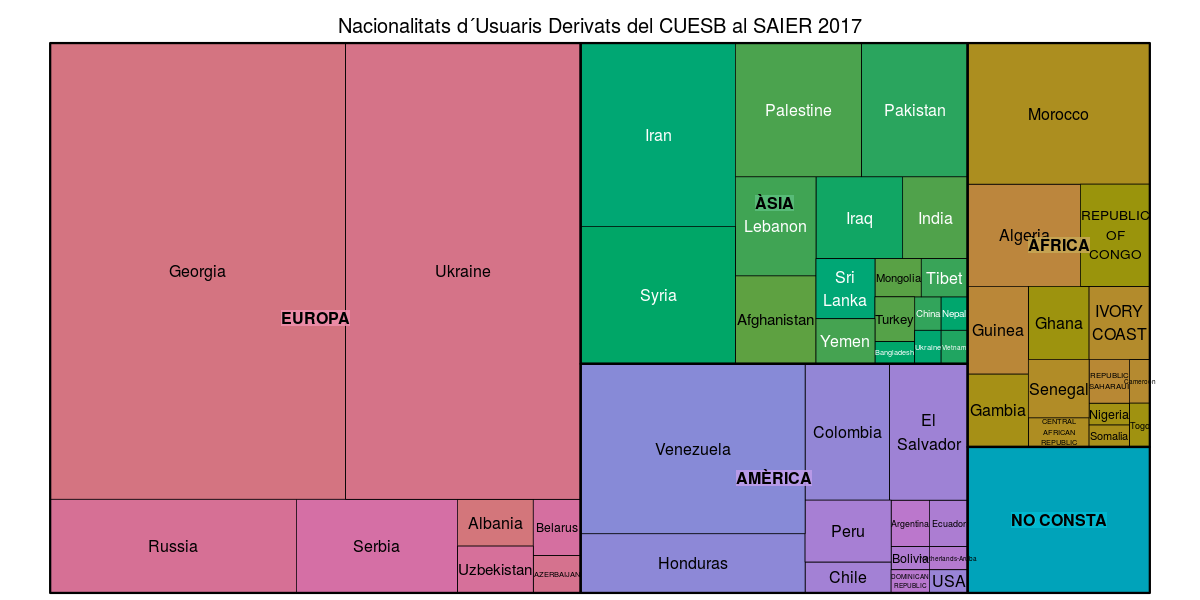 Nacionalitats d´Usuaris Derivats del CUESB al SAIER 2017
Georgia
Ukraine
EUROPA
Russia
Serbia
Albania
Uzbekistan
Belarus
AZERBAIJAN
Iran
Syria
Palestine
Pakistan
ÀSIA
Lebanon
Iraq
India
Afghanistan
Sri
Lanka
Yemen
Mongolia
Tibet
Turkey
China
Nepal
Bangladesh
Ukraine
Vietnam
Venezuela
AMÈRICA
Honduras
Colombia
El
Salvador
Peru
Chile
Argentina
Ecuador
Bolivia
DOMINICAN
REPUBLIC
USA
Morocco
Algeria
ÀFRICA
REPUBLIC
OF
CONGO
Guinea
Ghana
IVORY
COAST
Gambia
Senegal
REPUBLIC
SAHARAUI
Cameroon
CENTRAL
AFRICAN
REPUBLIC
Nigeria
Somalia
Togo
NO CONSTA